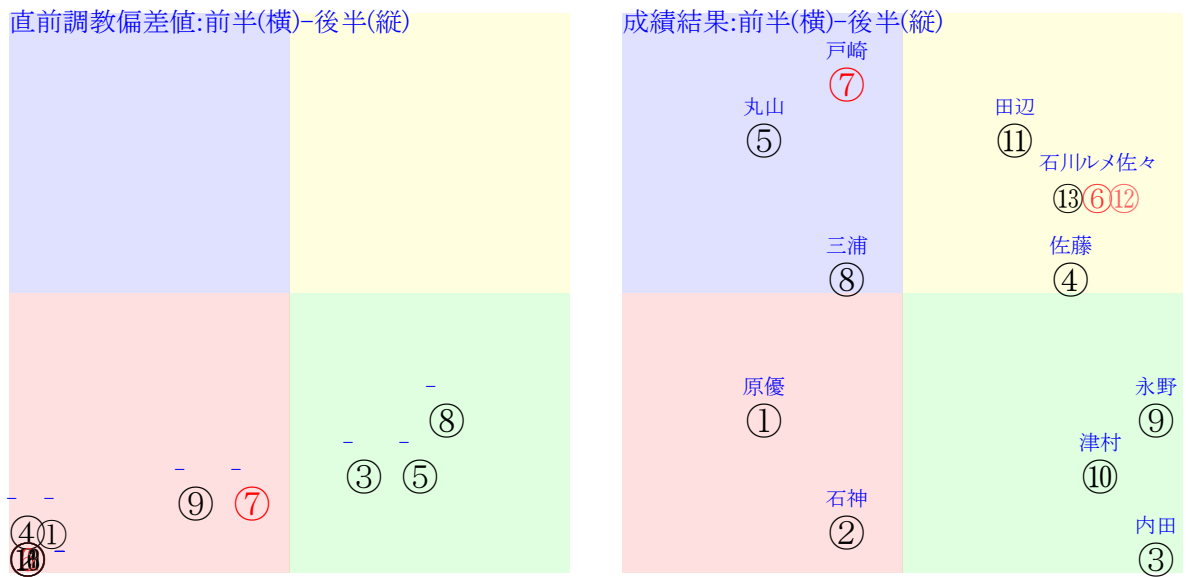 直前調教偏差値:前半(横)-後半(縦)
-
⑧
- -
③ ⑤
- -
⑨ ⑦
- -
④ ①
-
成績結果:前半(横)-後半(縦)
戸崎
⑦
丸山 田辺
⑤ ⑪
石川ルメ佐々
⑬⑥⑫
三浦 佐藤
⑧ ④
原優 永野
① ⑨
津村
⑩
石神 内田
② ③